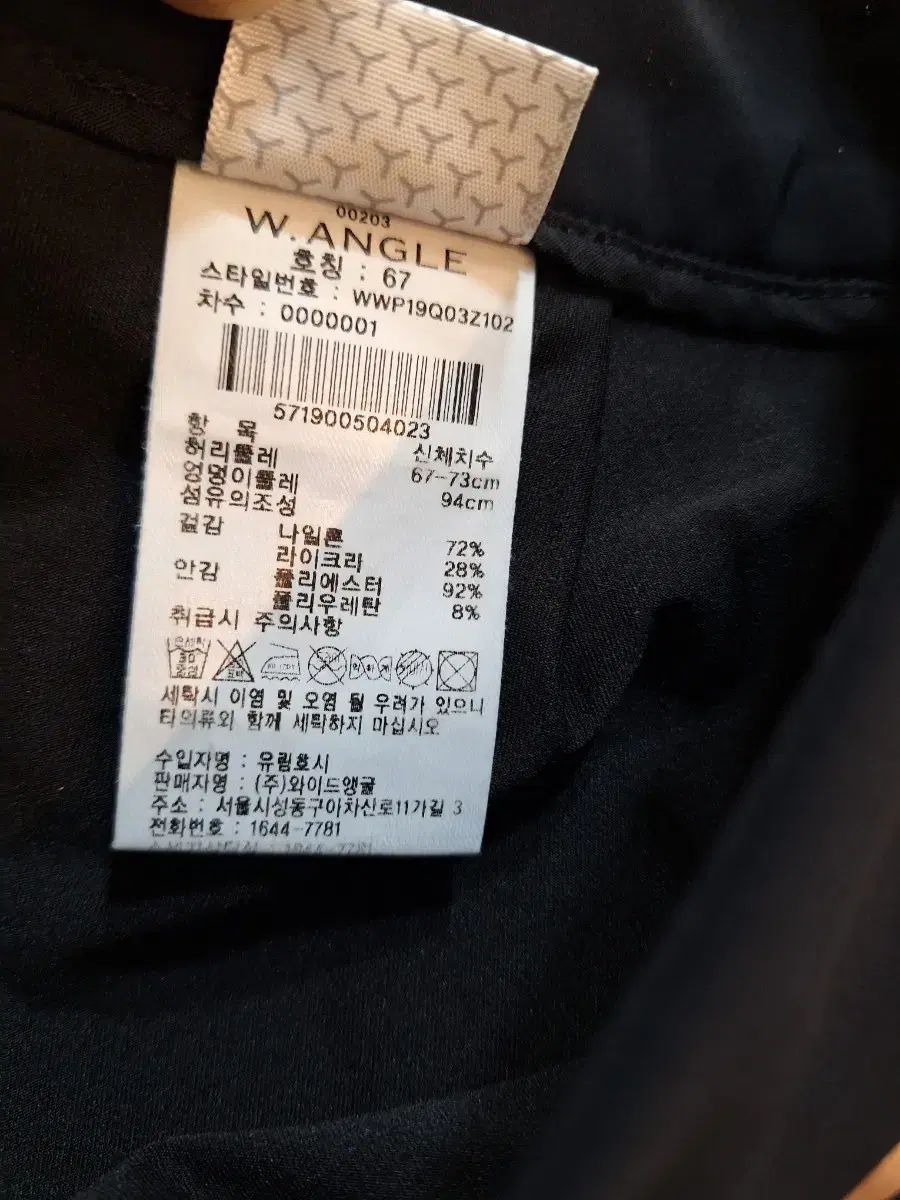 00203
W.ANGLE
호칭 : 67
스타일번호 : WWP19Q03Z102
차수 : 0000001
571900504023
항 목 신체치수
허리둘레 67-73cm
엉덩이둘레 94cm
섬유의조성
겉감 나일론 72%
라이크라 28%
안감 폴리에스터 92%
폴리우레탄 8%
취급시 주의사항
손세탁
30
중성
세탁시 이염 및 오염 될 우려가 있으니
타의류와 함께 세탁하지 마십시오
수입자명 : 유림호시
판매자명 : (주)와이드앵글
주소 : 서울시성동구아차산로11가길 3
전화번호 : 1644-7781